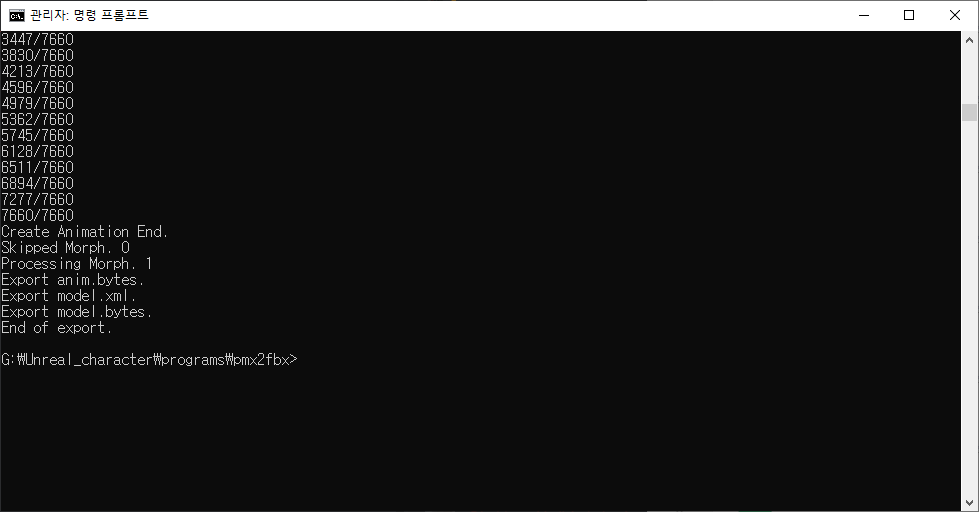 관리자: 명령 프롬프트
3447/7660
3830/7660
4213/7660
4596/7660
4979/7660
5362/7660
5745/7660
6128/7660
6511/7660
6894/7660
7277/7660
7660/7660
Create Animation End.
Skipped Morph. 0
Processing Morph. 1
Export anim.bytes.
Export model.xml.
Export model.bytes.
End of export.
G:₩Unreal_character₩programs₩pmx2fbx>